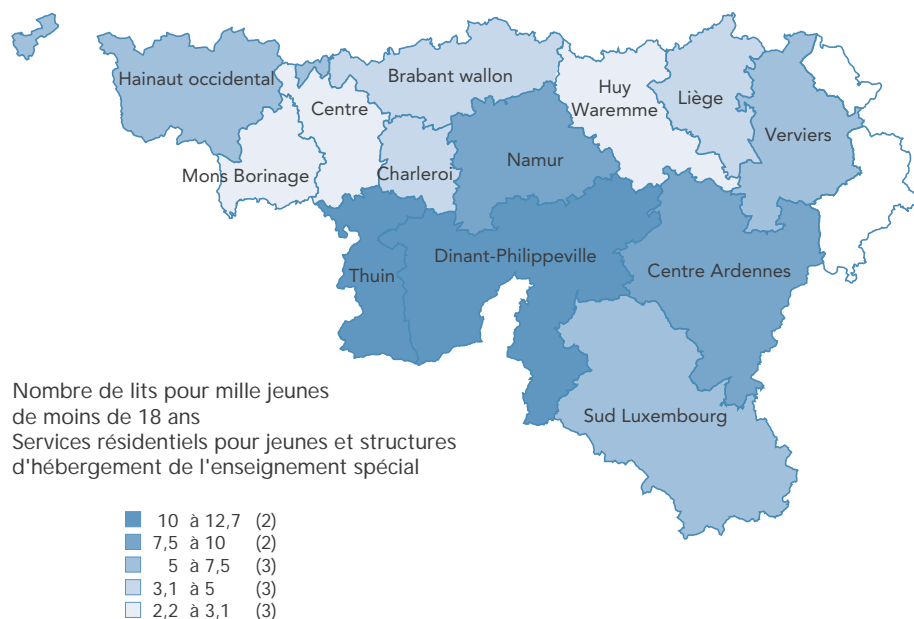 Hainaut occidental
Brabant wallon
Huy
Waremme
Liège
Centre
Verviers
Namur
Charleroi
Mons Borinage
Dinant-Philippeville
Centre Ardennes
Thuin
Sud Luxembourg
Nombre de lits pour mille jeunes
de moins de 18 ans
Services résidentiels pour jeunes et structures
d'hébergement de l'enseignement spécial
10 à 12,7 (2)
7,5 à 10 (2)
5 à 7,5 (3)
3,1 à 5 (3)
2,2 à 3,1 (3)